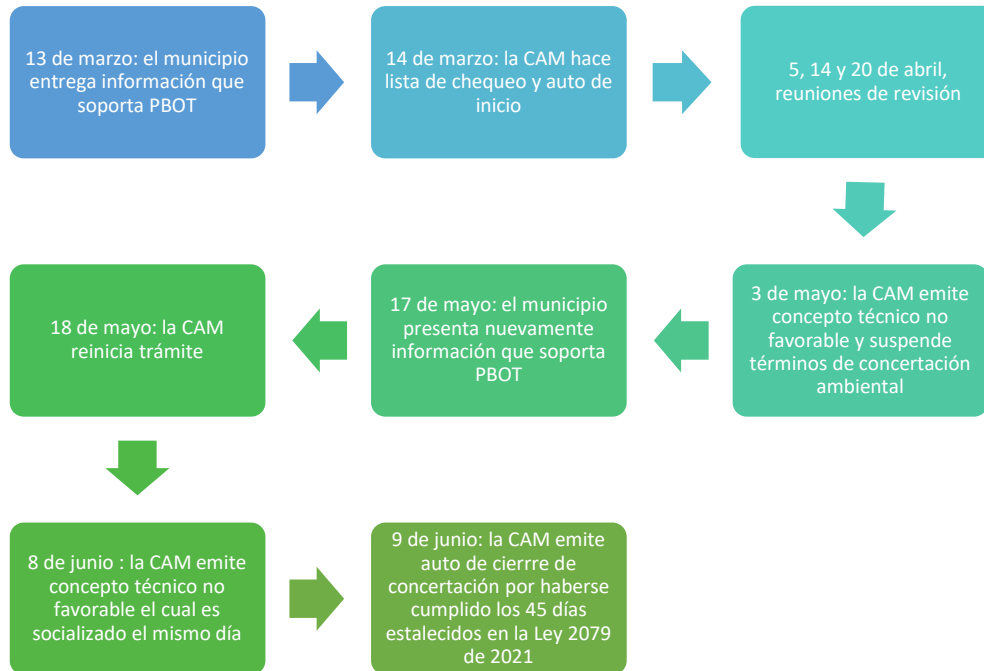 13 de marzo: el municipio
entrega información que
soporta PBOT
14 de marzo: la CAM hace
lista de chequeo y auto de
inicio
5, 14 y 20 de abril,
reuniones de revisión
3 de mayo: la CAM emite
concepto técnico no
favorable y suspende
términos de concertación
ambiental
17 de mayo: el municipio
presenta nuevamente
información que soporta
PBOT
18 de mayo: la CAM
reinicia trámite
8 de junio : la CAM emite
concepto técnico no
favorable el cual es
socializado el mismo día
9 de junio: la CAM emite
auto de cierrre de
concertación por haberse
cumplido los 45 días
estalecidos en la Ley 2079
de 2021